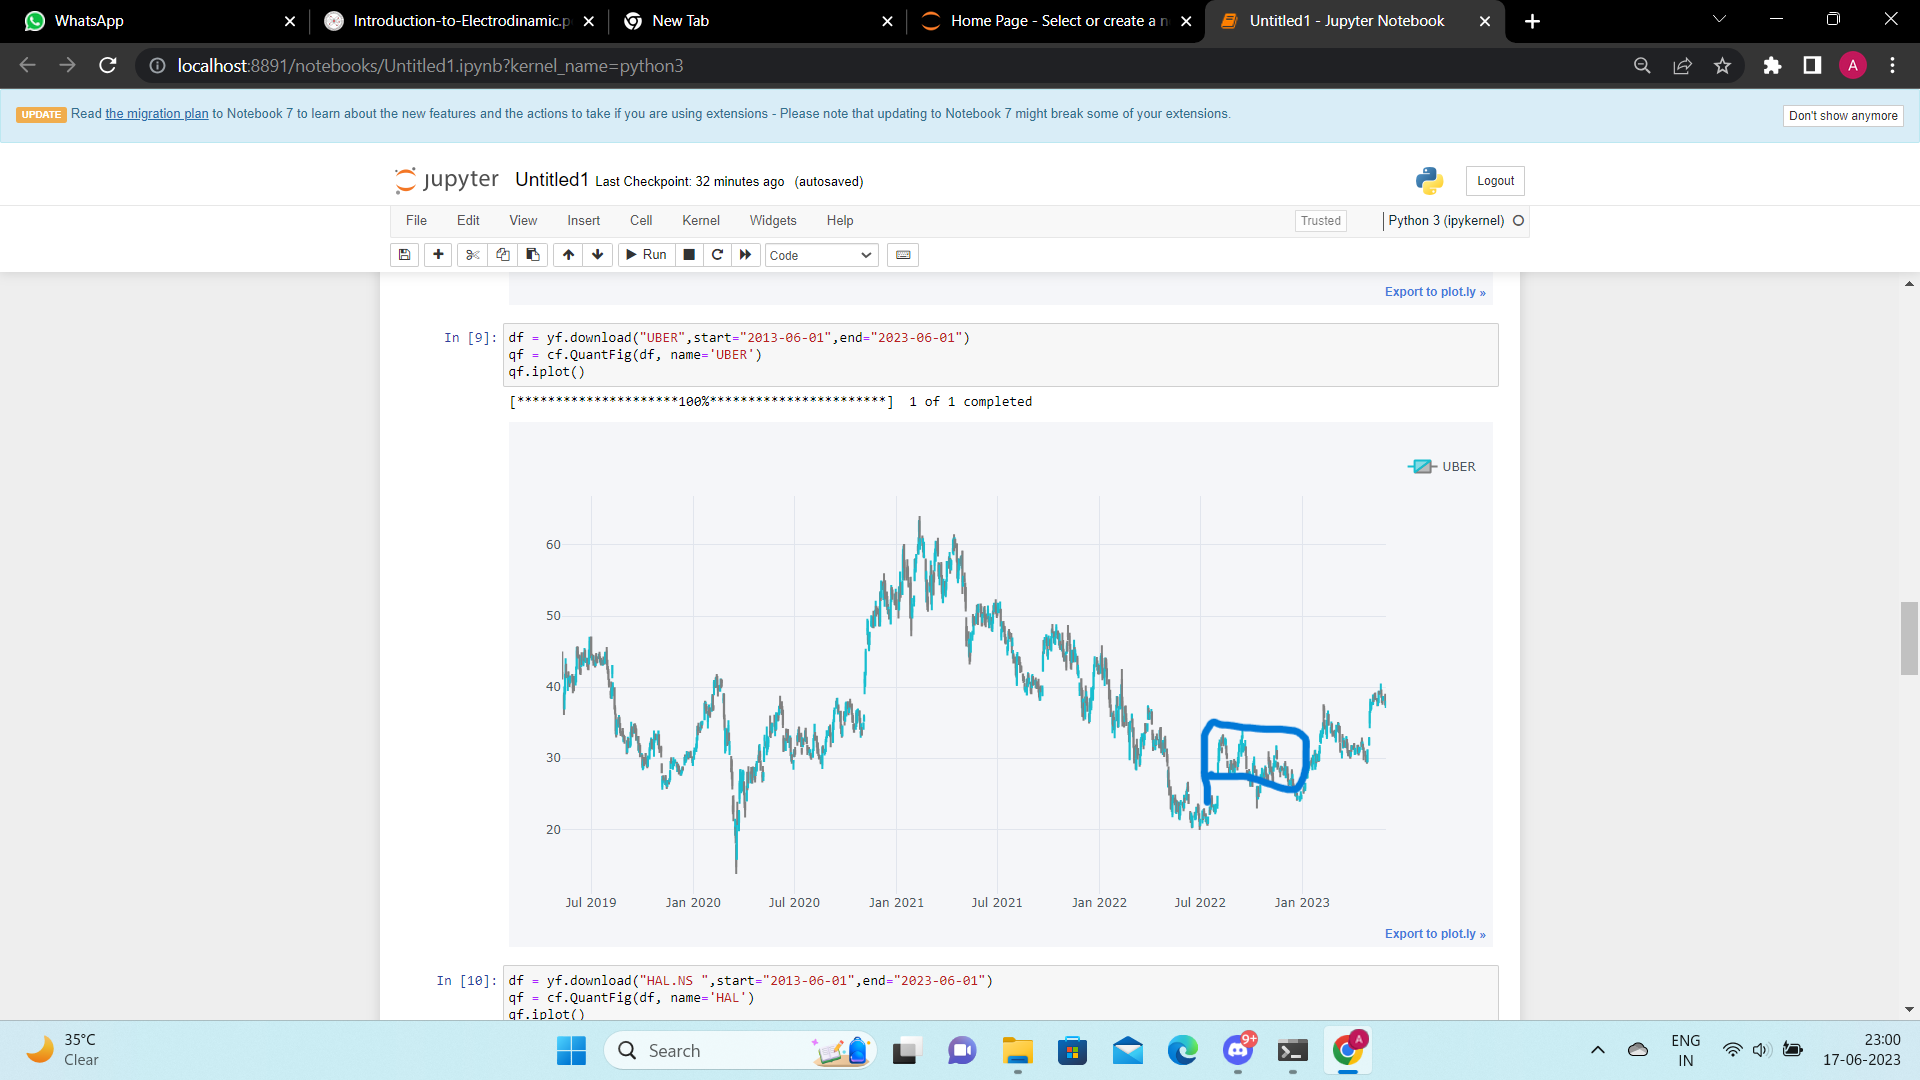 WhatsApp
Introduction-to-Electrodinamic.p
New Tab
Home Page - Select or create a n
Untitled1 - Jupyter Notebook
localhost:8891/notebooks/Untitled1.ipynb?kernel_name=python3
A
UPDATE Read the migration plan to Notebook 7 to learn about the new features and the actions to take if you are using extensions - Please note that updating to Notebook 7 might break some of your extensions.
Don't show anymore
jupyter Untitled1 Last Checkpoint: 32 minutes ago (autosaved)
Logout
File Edit View Insert Cell Kernel Widgets Help
Trusted
Python 3 (ipykernel)
Run
Code
Export to plot.ly »
In [9]:
df = yf.download("UBER",start="2013-06-01",end="2023-06-01")
qf = cf.QuantFig(df, name='UBER')
qf.iplot()
[*********************100%***********************]  1 of 1 completed
UBER
60
50
40
30
20
Jul 2019 Jan 2020 Jul 2020 Jan 2021 Jul 2021 Jan 2022 Jul 2022 Jan 2023
Export to plot.ly »
In [10]:
df = yf.download("HAL.NS ",start="2013-06-01",end="2023-06-01")
qf = cf.QuantFig(df, name='HAL')
qf.iplot()
35°C
Clear
Search
9+
A
ENG
IN
23:00
17-06-2023